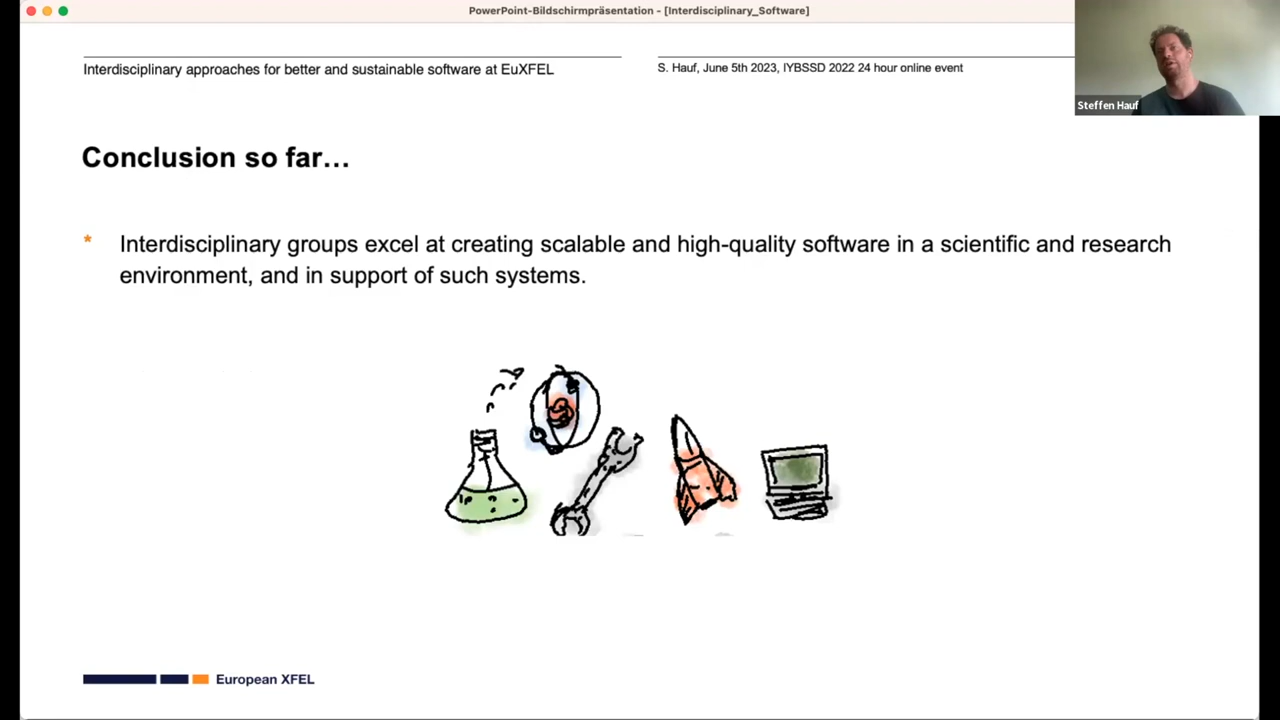 PowerPoint-Bildschirmpräsentation - [Interdisciplinary_Software]
Interdisciplinary approaches for better and sustainable software at EuXFEL
S. Hauf, June 5th 2023, IYBSSD 2022 24 hour online event
Steffen Hauf
Conclusion so far…
* Interdisciplinary groups excel at creating scalable and high-quality software in a scientific and research
environment, and in support of such systems.
European XFEL